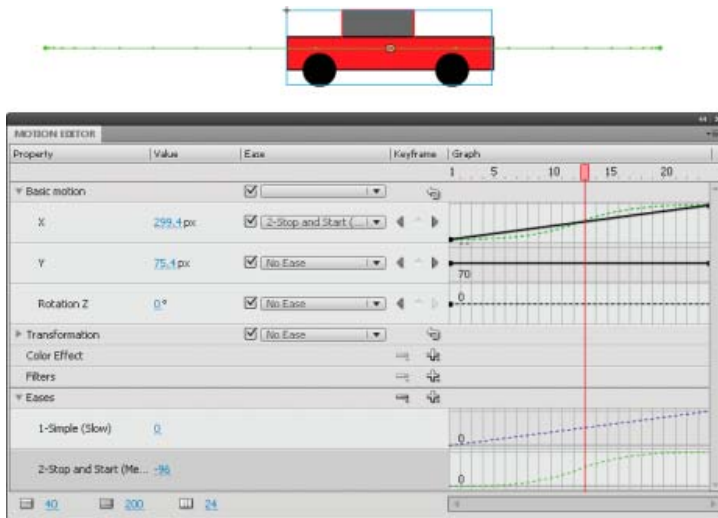 MOTION EDITOR
Property Value Ease Keyframe Graph
1 5 10 15 20
Basic motion
X 299.4 px 2-Stop and Start (...
Y 75.4 px No Ease
70
Rotation Z 0° No Ease 0
Transformation No Ease
Color Effect
Filters
Eases
1-Simple (Slow) 0 0
2-Stop and Start (Me... -96 0
40 200 24